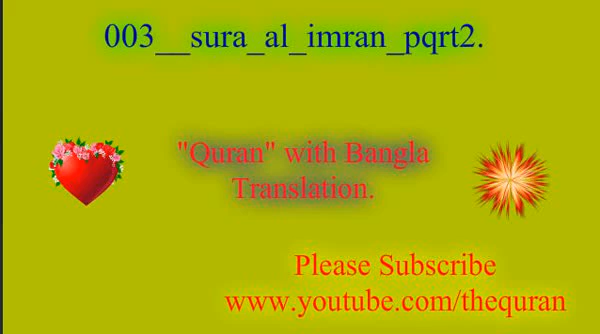 003__sura_al_imran_pqrt2.
"Quran" with Bangla
Translation.
Please Subscribe
www.youtube.com/thequran